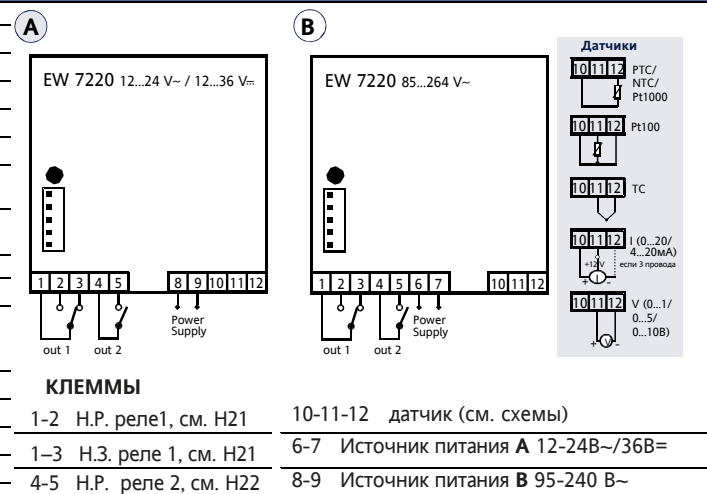 A
EW 7220 12...24 V~ / 12...36 V⎓
1 2 3 4 5 8 9 10 11 12
out 1 out 2
Power
Supply
B
EW 7220 85...264 V~
1 2 3 4 5 6 7 10 11 12
out 1 out 2
Power
Supply
Датчики
10 11 12 PTC/
NTC/
Pt1000
10 11 12 Pt100
10 11 12 TC
10 11 12 I (0...20/
4...20мА)
+12 V если 3 провода
+ I -
10 11 12 V (0...1/
0...5/
0...10В)
+ V -
КЛЕММЫ
1-2 Н.Р. реле1, см. H21
1–3 Н.З. реле 1, см. H21
4-5 Н.Р. реле 2, см. H22
10-11-12 датчик (см. схемы)
6-7 Источник питания A 12-24В~/36В=
8-9 Источник питания B 95-240 В~